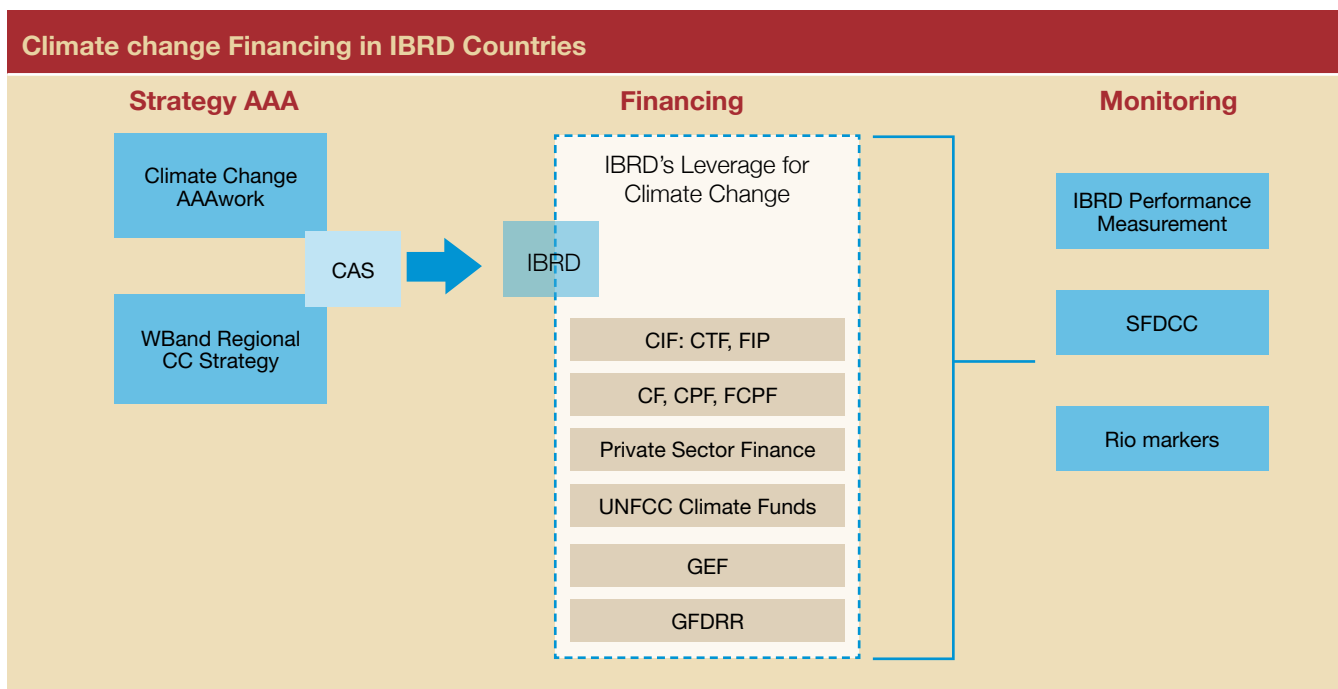 Climate change Financing in IBRD Countries
Strategy AAA
Climate Change
AAAwork
CAS
WBand Regional
CC Strategy
Financing
IBRD's Leverage for
Climate Change
IBRD
CIF: CTF, FIP
CF, CPF, FCPF
Private Sector Finance
UNFCC Climate Funds
GEF
GFDRR
Monitoring
IBRD Performance
Measurement
SFDCC
Rio markers